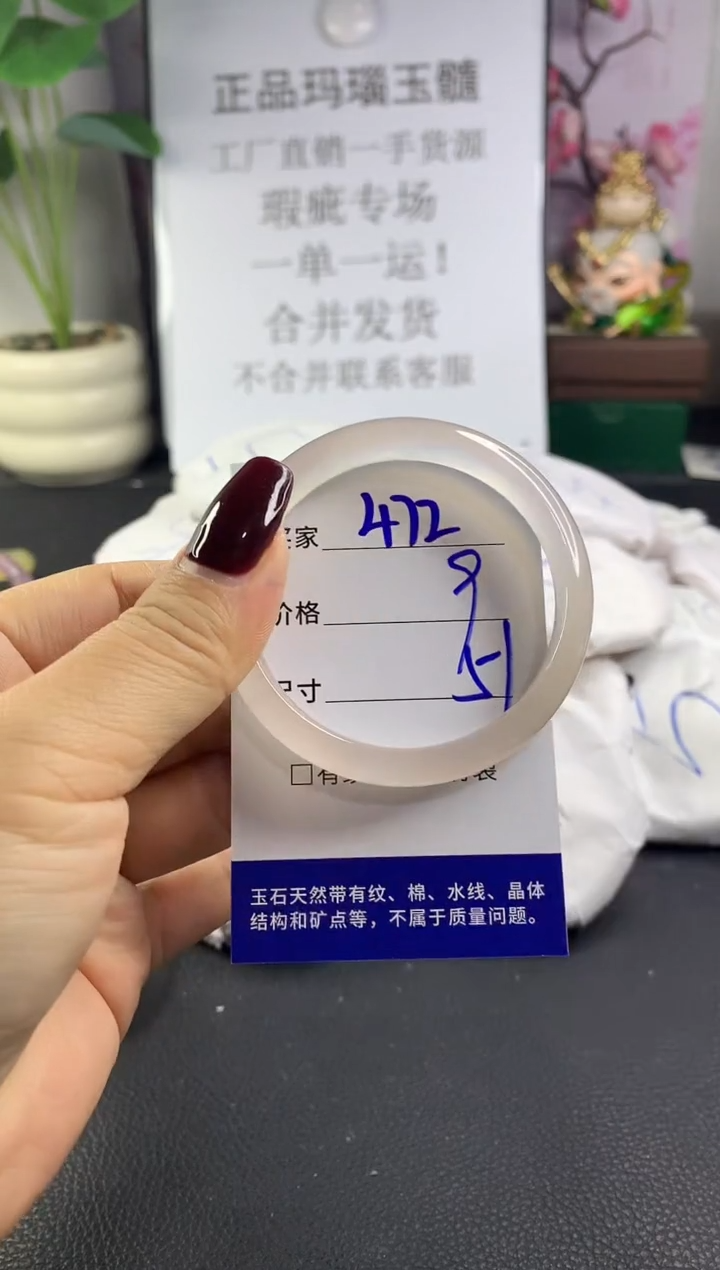 正品玛瑙玉髓
工厂直销一手货源
瑕疵专场
一单一运！
合并发货
不合并联系客服
家 472
价格 9
尺寸 51
□有
玉石天然带有纹、棉、水线、晶体
结构和矿点等，不属于质量问题。